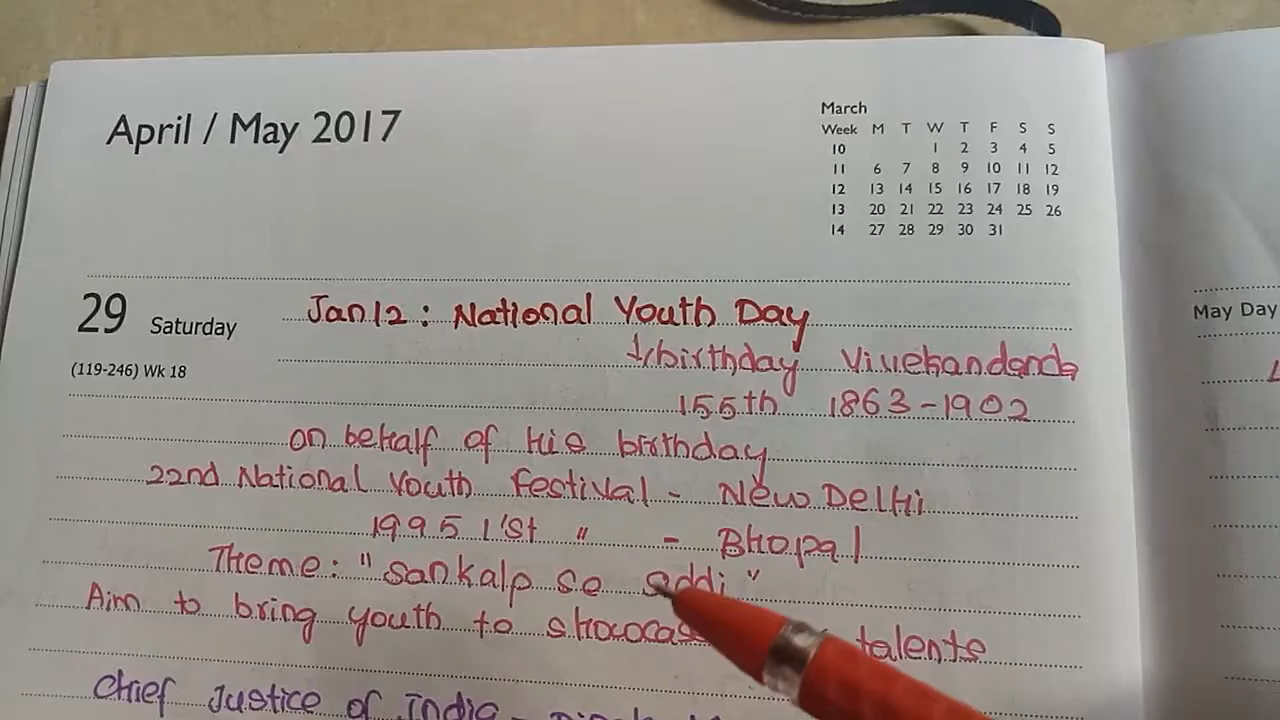 April / May 2017
March
Week M T W T F S S
10 1 2 3 4 5
11 6 7 8 9 10 11 12
12 13 14 15 16 17 18 19
13 20 21 22 23 24 25 26
14 27 28 29 30 31
29 Saturday
(119-246) Wk 18
Jan 12 : National Youth Day
birthday Vivekandanda
155th 1863-1902
on behalf of His birthday
22nd National Youth festival - New Delhi
1995 1'st " - Bhopal
Theme: "Sankalp se siddi"
Aim to bring youth to showcase talents
Chief Justice of India -
May Day